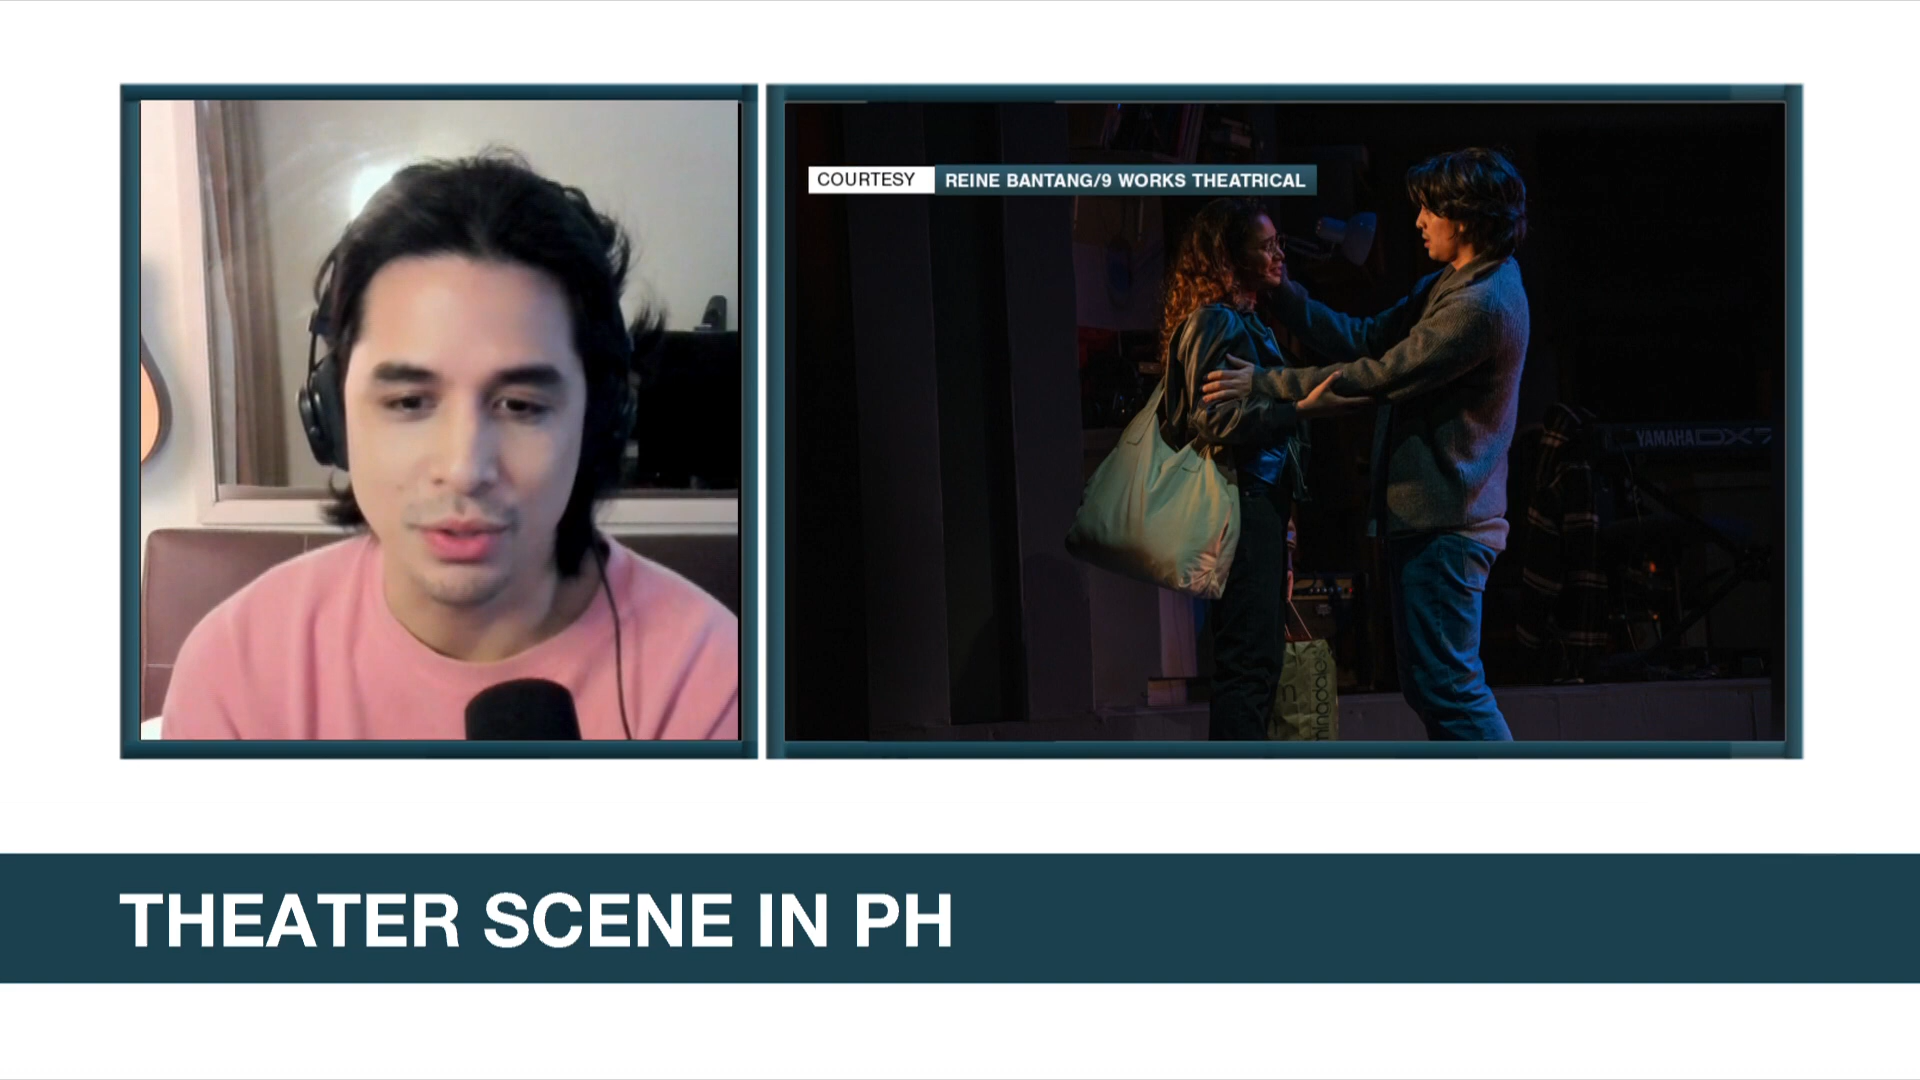 COURTESY REINE BANTANG/9 WORKS THEATRICAL
YAMAHA DX7
THEATER SCENE IN PH